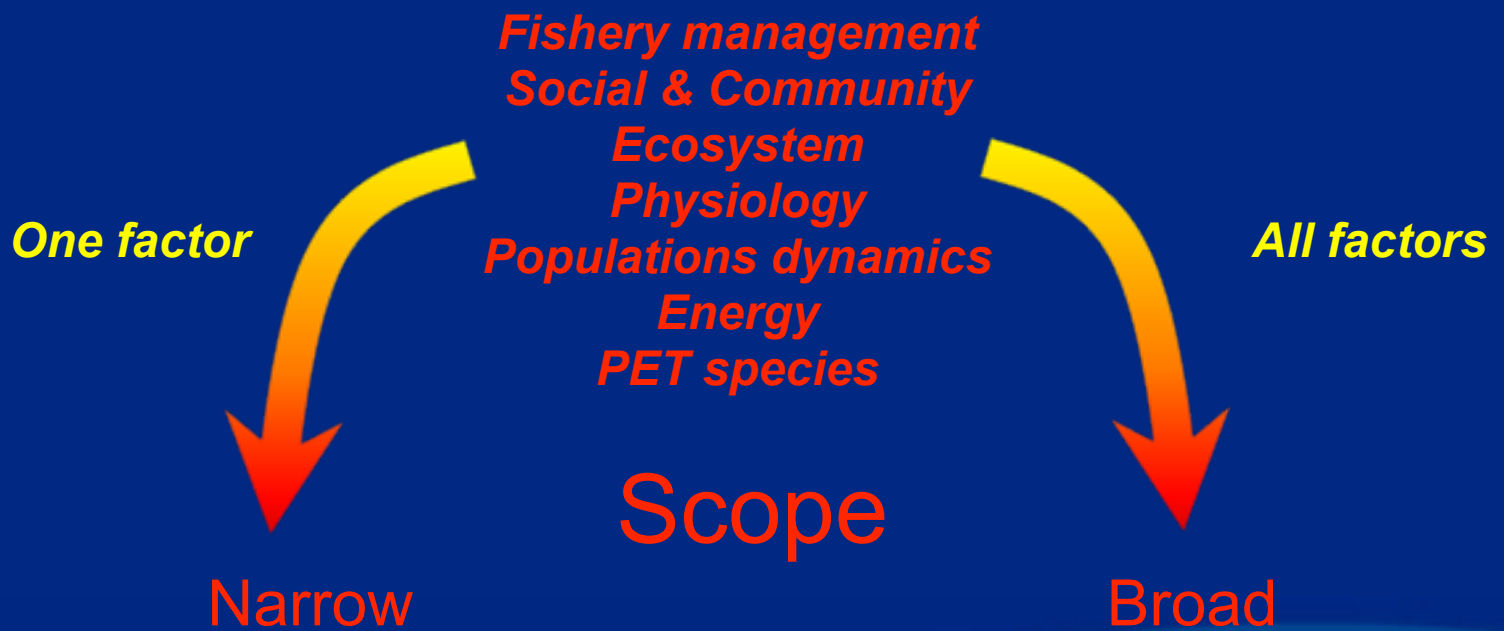 Fishery management
Social & Community
Ecosystem
Physiology
Populations dynamics
Energy
PET species
One factor
All factors
Scope
Narrow
Broad